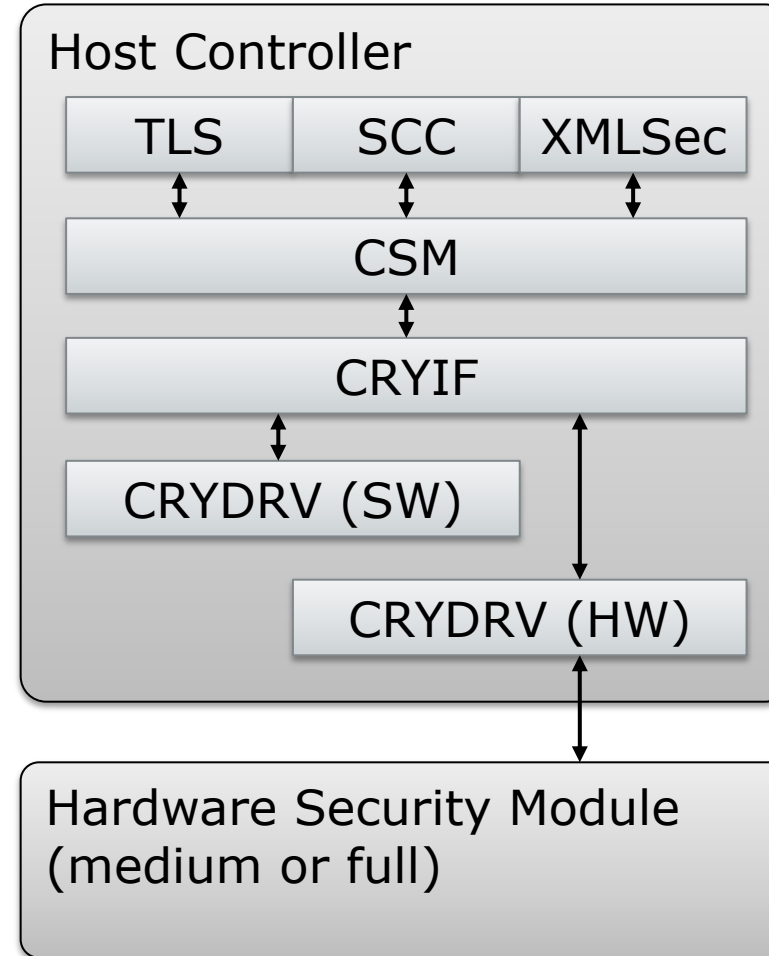 Host Controller
TLS SCC XMLSec
CSM
CRYIF
CRYDRV (SW)
CRYDRV (HW)
Hardware Security Module
(medium or full)